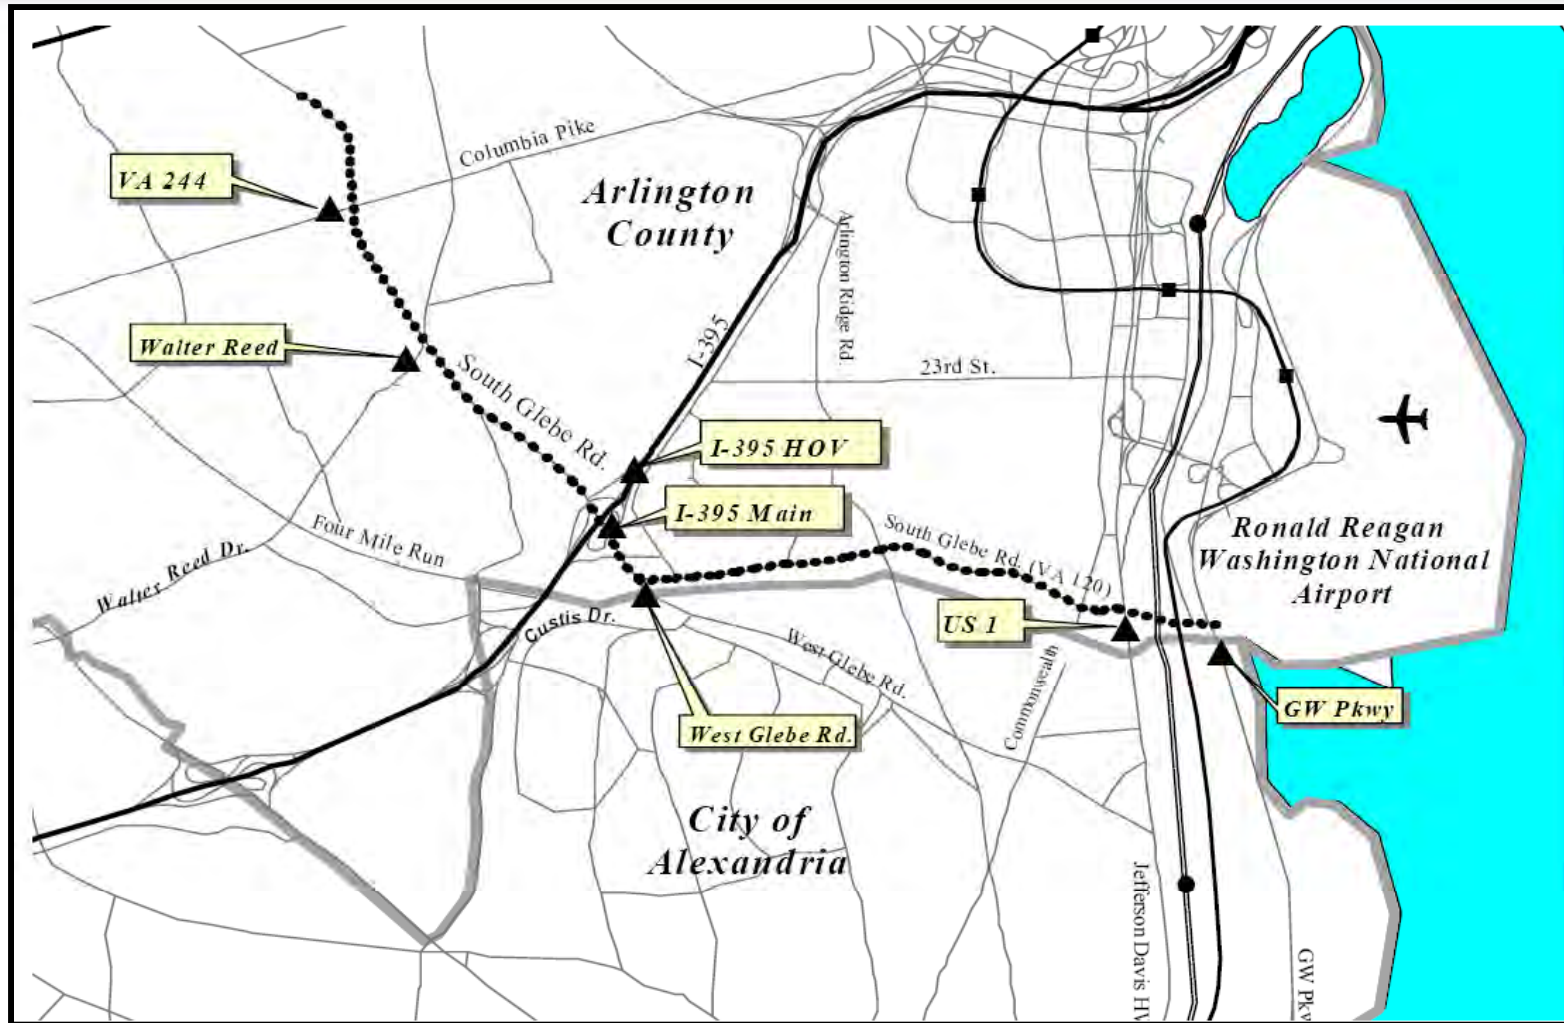 Columbia Pike
VA 244
Arlington
County
Arlington Ridge Rd.
I-395
Walter Reed
South Glebe Rd.
23rd St.
I-395 HOV
I-395 Main
Four Mile Run
Walter Reed Dr.
South Glebe Rd. (VA 120)
Ronald Reagan
Washington National
Airport
Custis Dr.
US 1
West Glebe Rd.
Commonwealth
GW Pkwy
West Glebe Rd.
City of
Alexandria
Jefferson Davis HW
GW Pkw